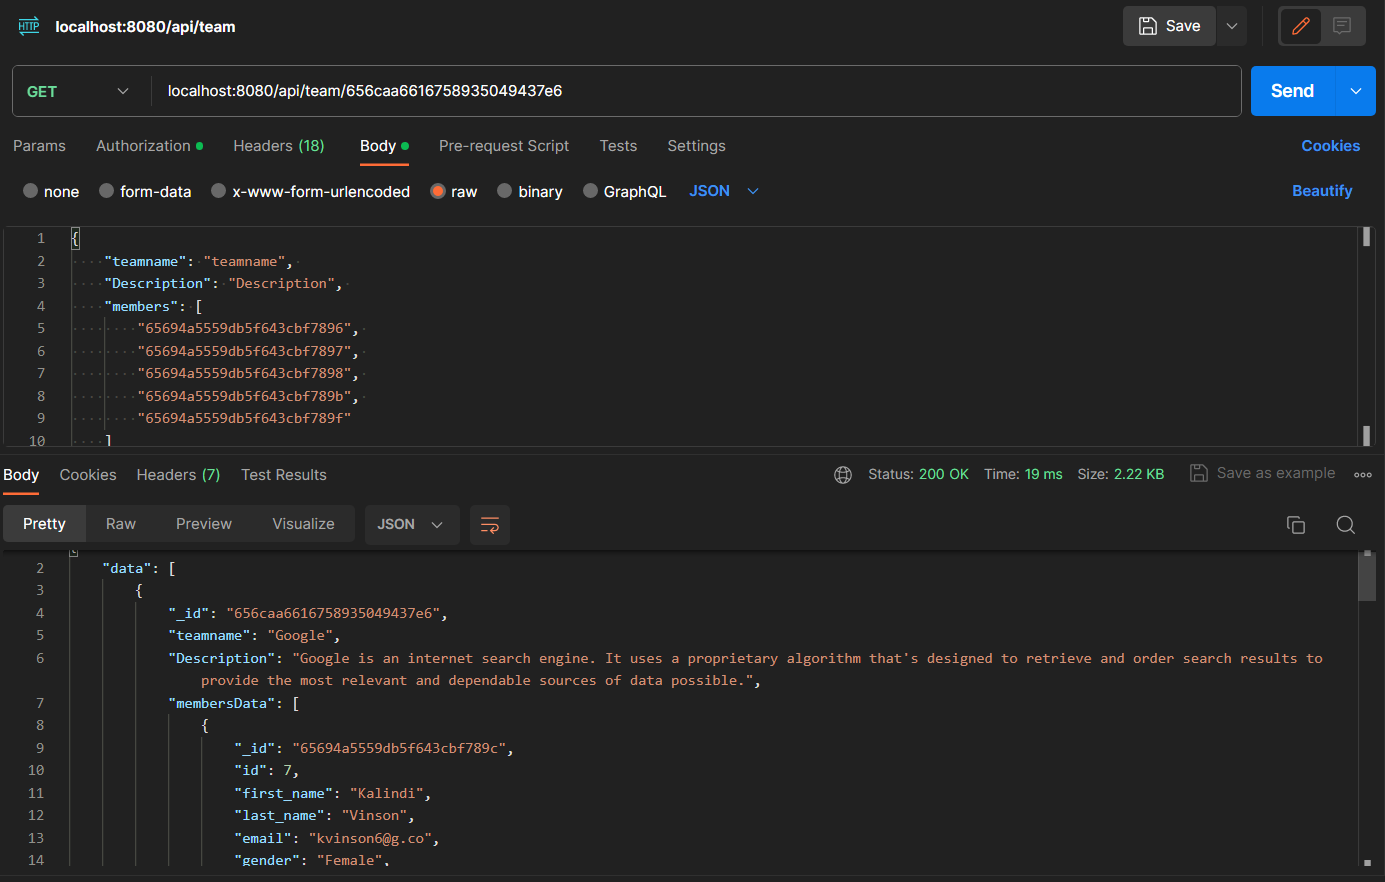 HTTP localhost:8080/api/team Save
GET localhost:8080/api/team/656caa6616758935049437e6 Send
Params Authorization Headers (18) Body Pre-request Script Tests Settings Cookies
none form-data x-www-form-urlencoded raw binary GraphQL JSON Beautify
1 {
2 "teamname": "teamname",
3 "Description": "Description",
4 "members": [
5 "65694a5559db5f643cbf7896",
6 "65694a5559db5f643cbf7897",
7 "65694a5559db5f643cbf7898",
8 "65694a5559db5f643cbf789b",
9 "65694a5559db5f643cbf789f"
10 ]
Body Cookies Headers (7) Test Results Status: 200 OK Time: 19 ms Size: 2.22 KB Save as example
Pretty Raw Preview Visualize JSON
2 "data": [
3 {
4 "_id": "656caa6616758935049437e6",
5 "teamname": "Google",
6 "Description": "Google is an internet search engine. It uses a proprietary algorithm that's designed to retrieve and order search results to
provide the most relevant and dependable sources of data possible.",
7 "membersData": [
8 {
9 "_id": "65694a5559db5f643cbf789c",
10 "id": 7,
11 "first_name": "Kalindi",
12 "last_name": "Vinson",
13 "email": "kvinson6@g.co",
14 "gender": "Female",